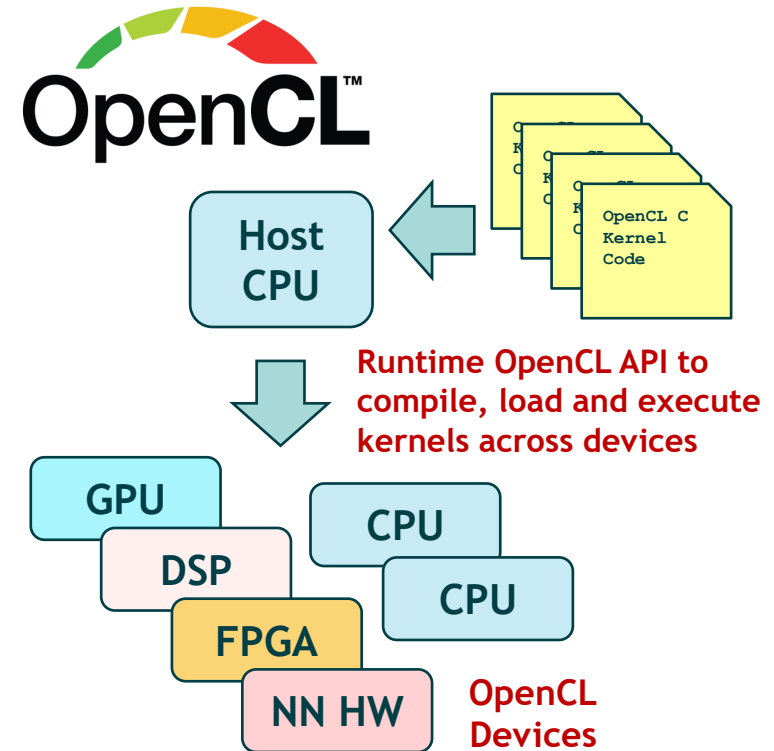 OpenCL™
O
K
C
O
K
C
O
K
C
OpenCL C
Kernel
Code
Host
CPU
Runtime OpenCL API to
compile, load and execute
kernels across devices
GPU
DSP
FPGA
NN HW
CPU
CPU
OpenCL
Devices